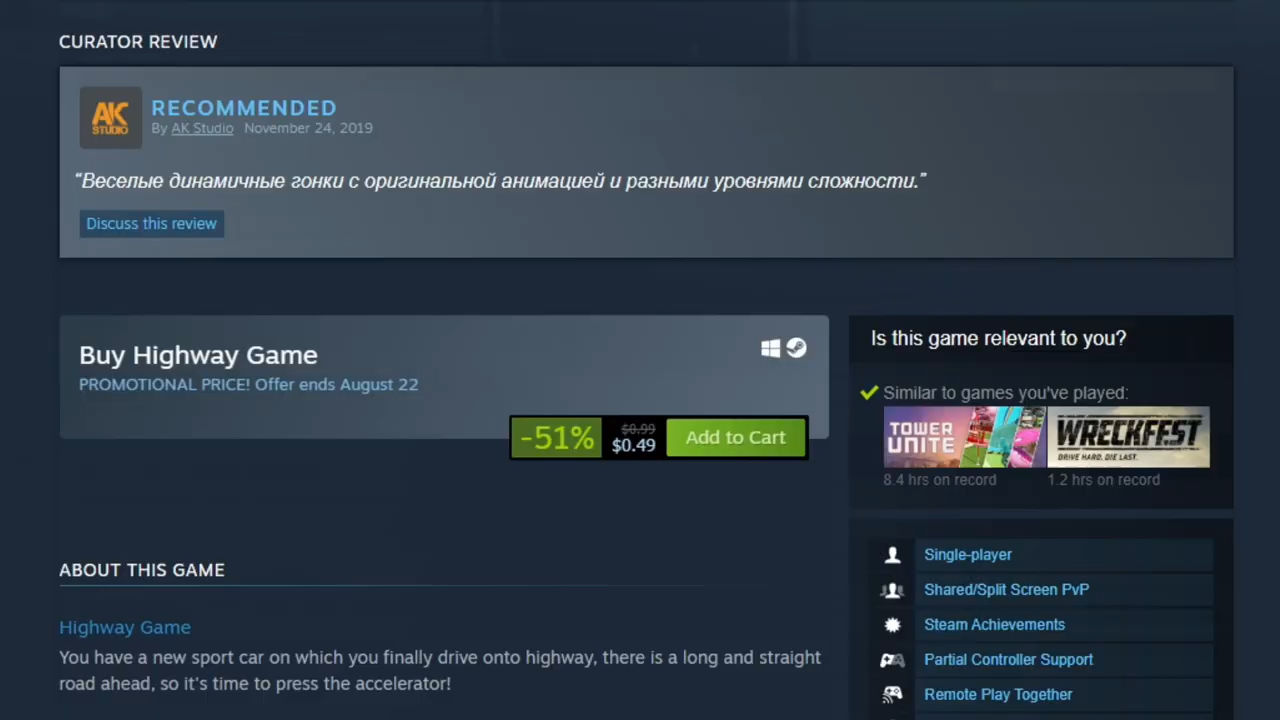 CURATOR REVIEW
AK
STUDIO
RECOMMENDED
By AK Studio November 24, 2019
“Веселые динамичные гонки с оригинальной анимацией и разными уровнями сложности.”
Discuss this review
Buy Highway Game
PROMOTIONAL PRICE! Offer ends August 22
-51%
$0.99
$0.49
Add to Cart
ABOUT THIS GAME
Highway Game
You have a new sport car on which you finally drive onto highway, there is a long and straight
road ahead, so it's time to press the accelerator!
Is this game relevant to you?
Similar to games you've played:
TOWER
UNITE
WRECKFEST
DRIVE HARD. DIE LAST.
8.4 hrs on record
1.2 hrs on record
Single-player
Shared/Split Screen PvP
Steam Achievements
Partial Controller Support
Remote Play Together